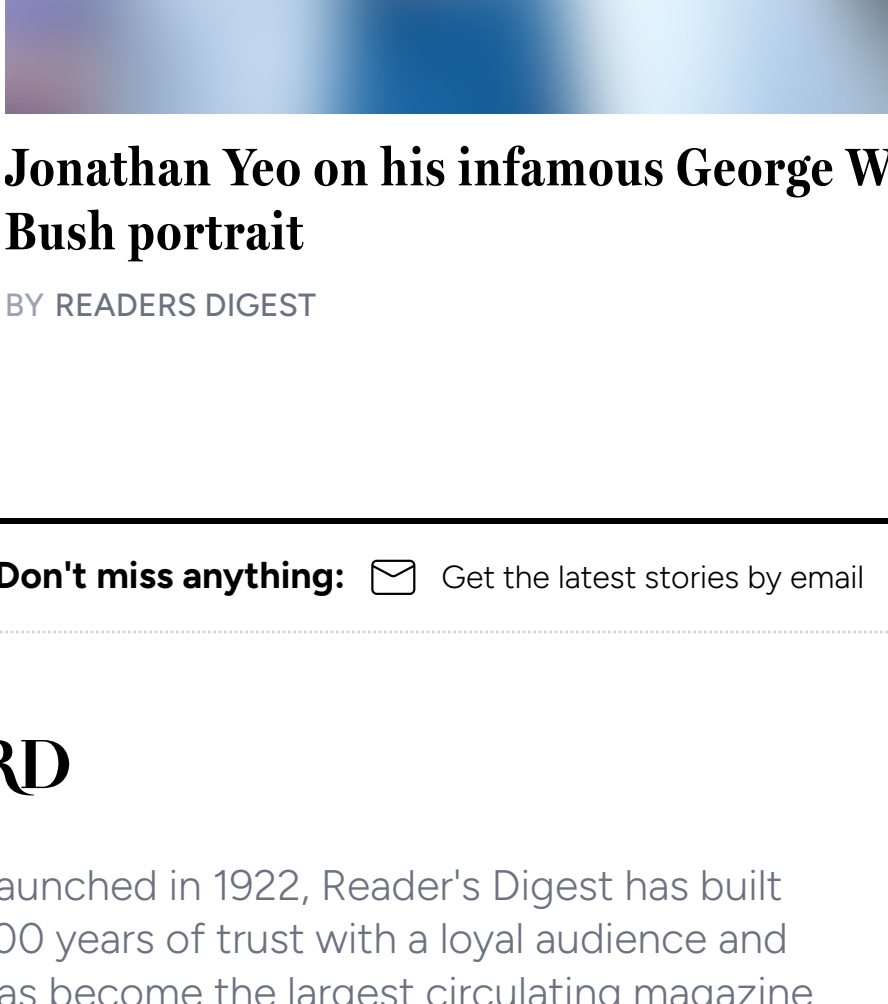 Jonathan Yeo on his infamous George W
Bush portrait
BY READERS DIGEST
Don't miss anything: Get the latest stories by email
RD
aunched in 1922, Reader's Digest has built
00 years of trust with a loyal audience and
as become the largest circulating magazine